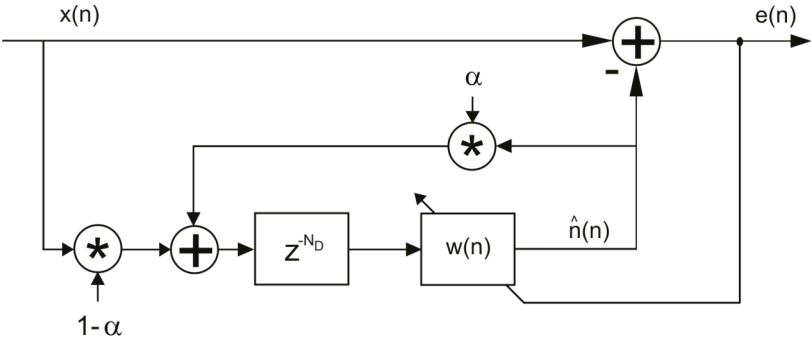 x(n)
e(n)
+
-
α
*
*
+
z^-N_D
w(n)
n̂(n)
1-α